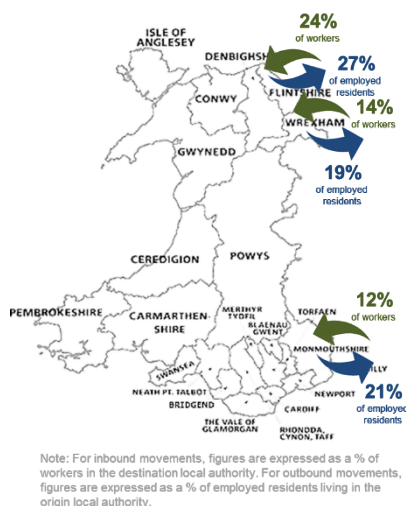 24%
of workers
ISLE OF
ANGLESEY
DENBIGHSH
27%
of employed
residents
FLINTSHIRE
CONWY
14%
of workers
WREXHAM
GWYNEDD
19%
of employed
residents
CEREDIGION
POWYS
12%
of workers
PEMBROKESHIRE
CARMARTHEN-
SHIRE
MERTHYR
TYDFIL
TORFAEN
BLAENAU
GWENT
MONMOUTHSHIRE
SWANSEA
ILLY
21%
of employed
residents
NEATH PT. TALBOT
NEWPORT
BRIDGEND
CARDIFF
THE VALE OF
GLAMORGAN
RHONDDA,
CYNON, TAFF
Note: For inbound movements, figures are expressed as a % of
workers in the destination local authority. For outbound movements,
figures are expressed as a % of employed residents living in the
origin local authority.